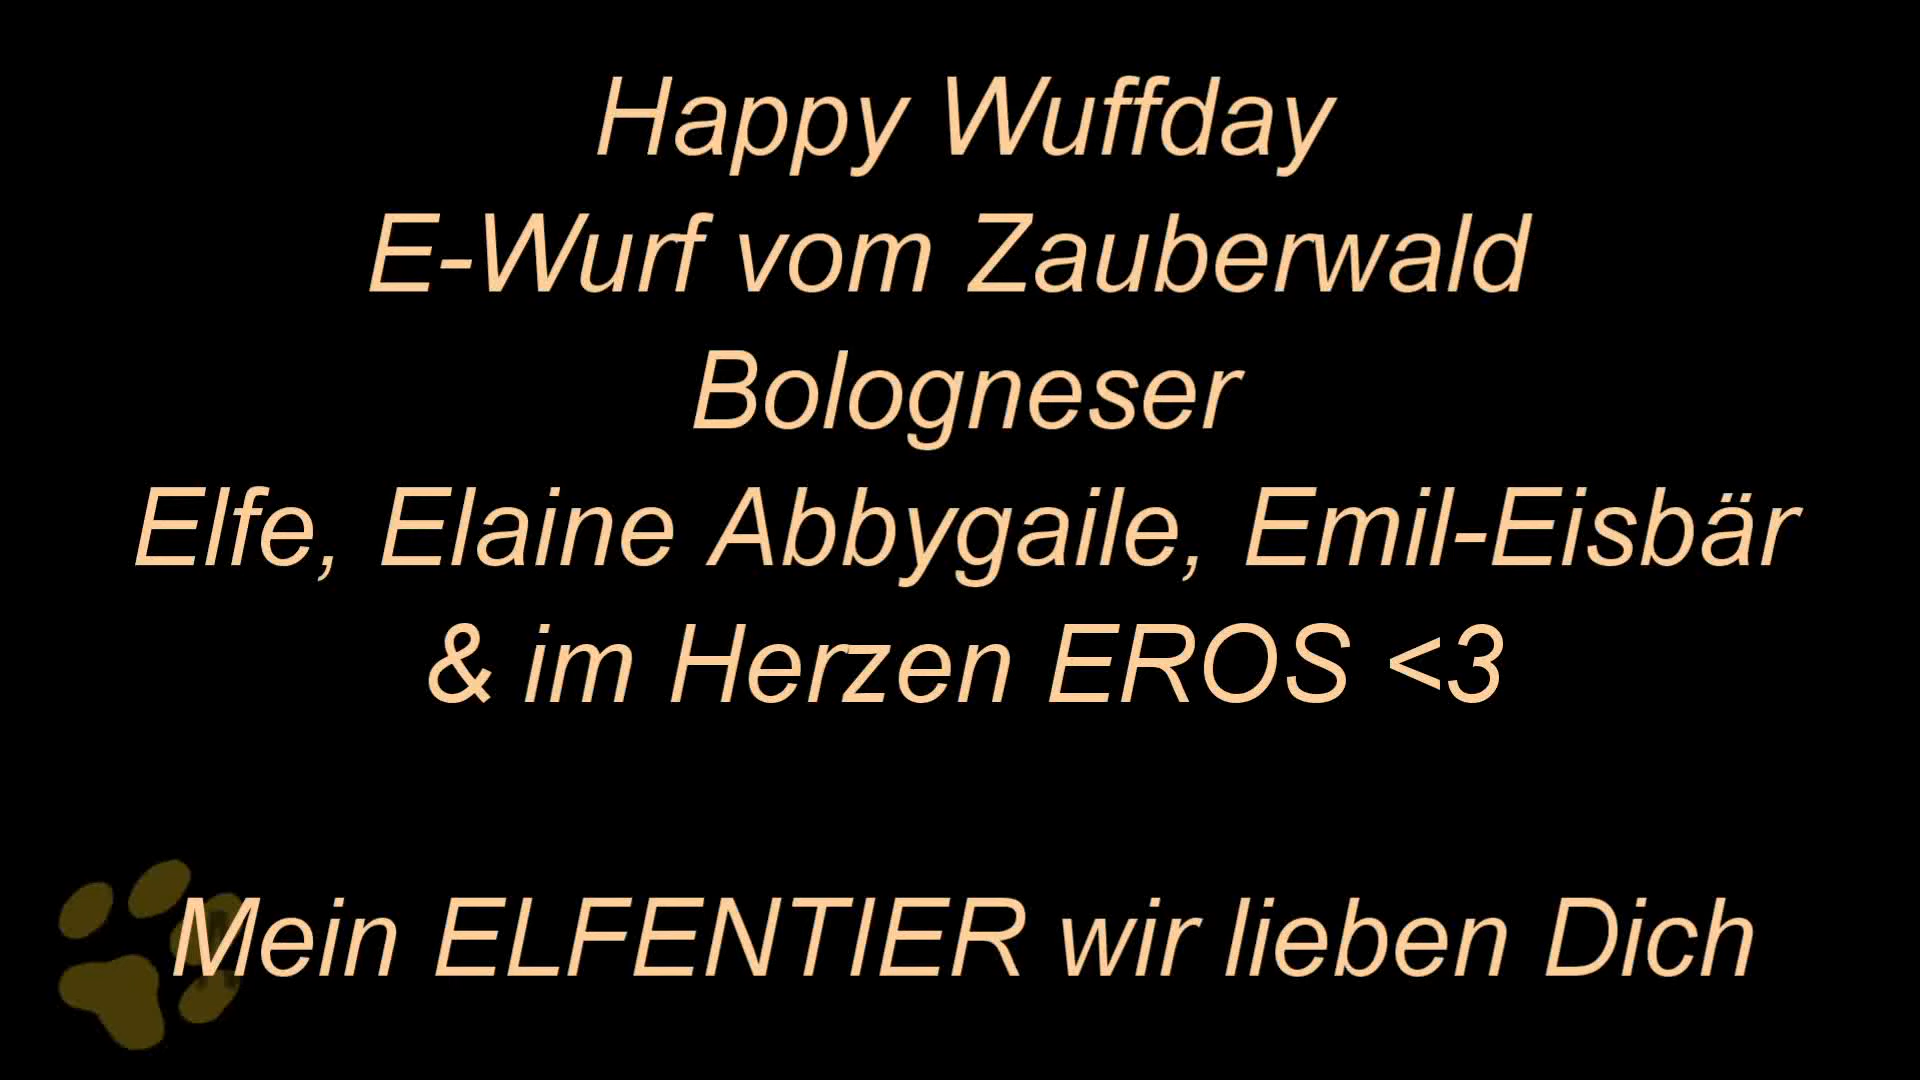 Happy Wuffday
E-Wurf vom Zauberwald
Bologneser
Elfe, Elaine Abbygaile, Emil-Eisbär
& im Herzen EROS <3
Mein ELFENTIER wir lieben Dich